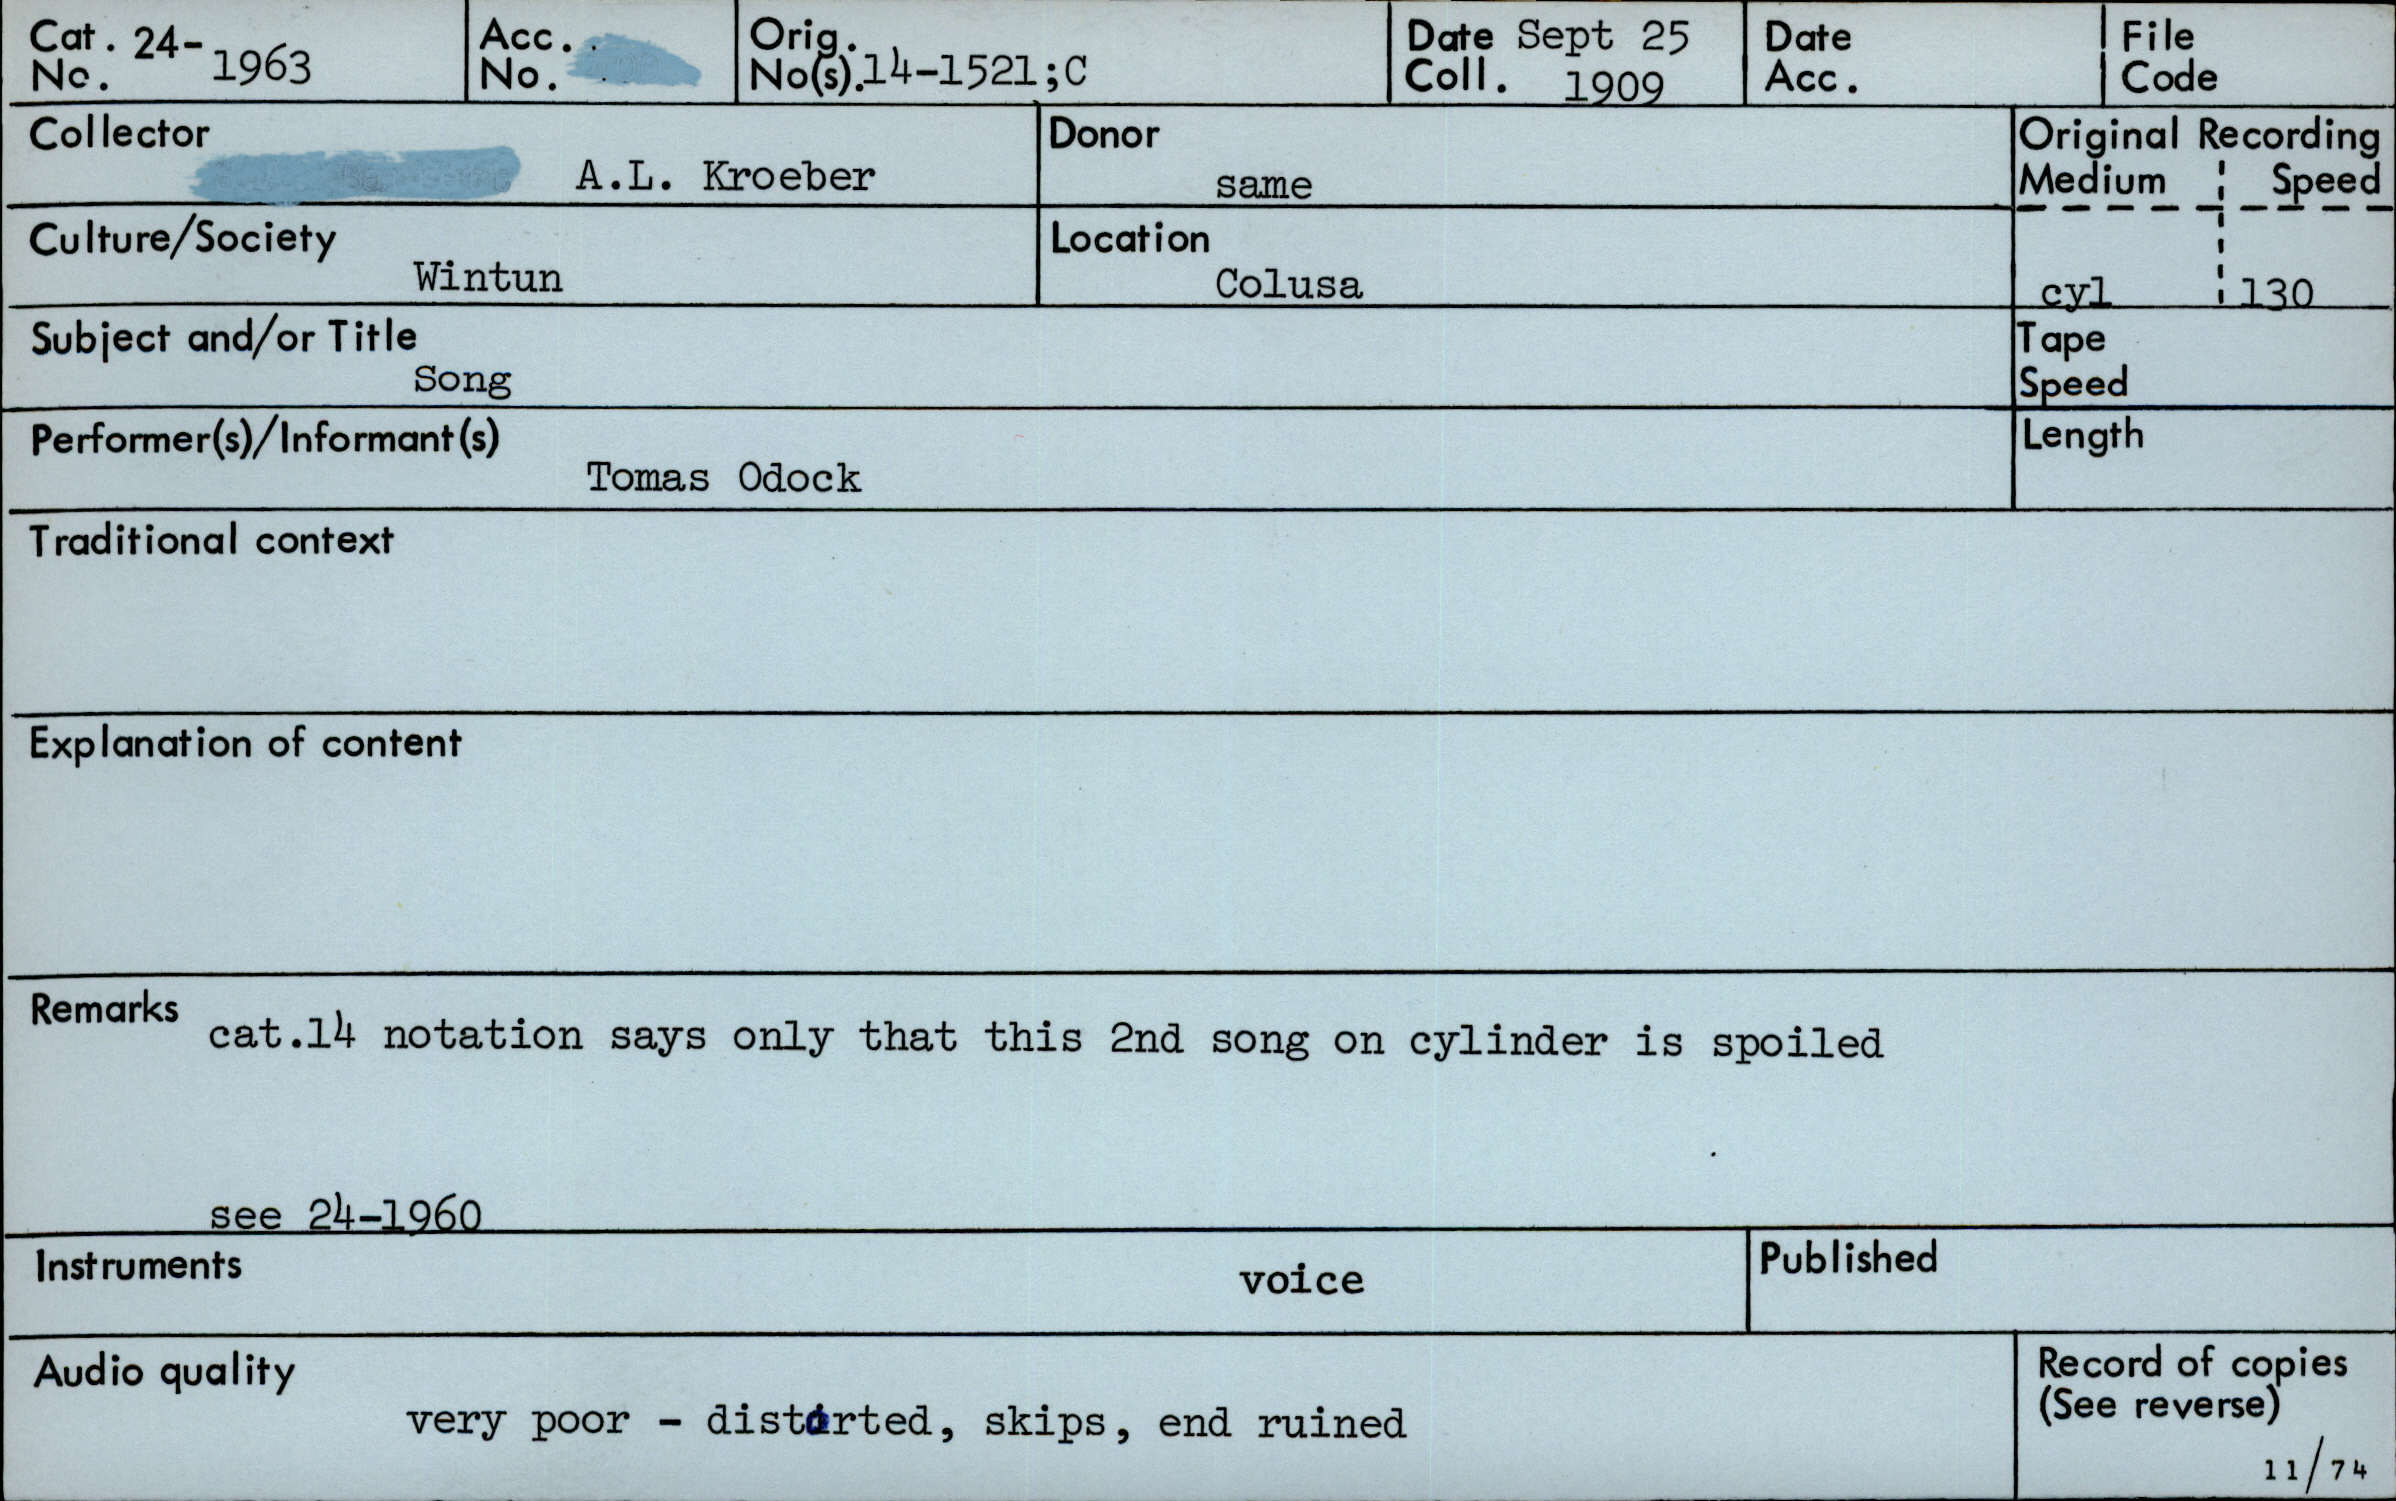 Cat. No. 24-1963
Acc. No.
Orig. No(s). 14-1521;C
Date Coll. Sept 25 1909
Date Acc.
File Code
Collector A.L. Kroeber
Donor same
Original Recording
Medium Speed
Culture/Society Wintun
Location Colusa
cyl 130
Subject and/or Title Song
Tape Speed
Performer(s)/Informant(s) Tomas Odock
Length
Traditional context
Explanation of content
Remarks cat.14 notation says only that this 2nd song on cylinder is spoiled
see 24-1960
Instruments voice
Published
Audio quality
very poor - distorted, skips, end ruined
Record of copies
(See reverse)
11/74